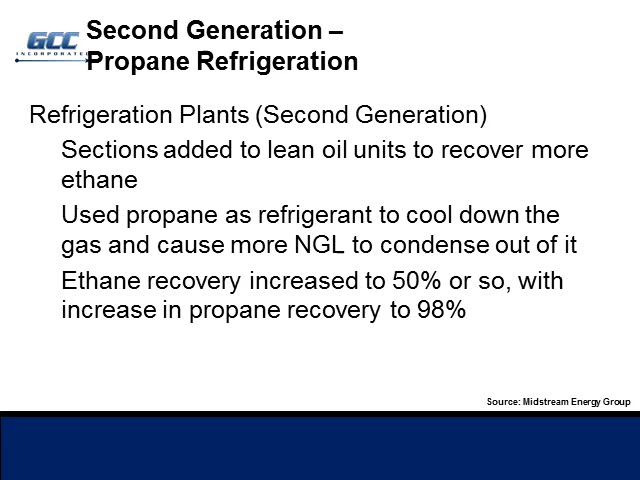 Second Generation –
GCC
INCORPORATED
Propane Refrigeration
Refrigeration Plants (Second Generation)
Sections added to lean oil units to recover more
ethane
Used propane as refrigerant to cool down the
gas and cause more NGL to condense out of it
Ethane recovery increased to 50% or so, with
increase in propane recovery to 98%
Source: Midstream Energy Group